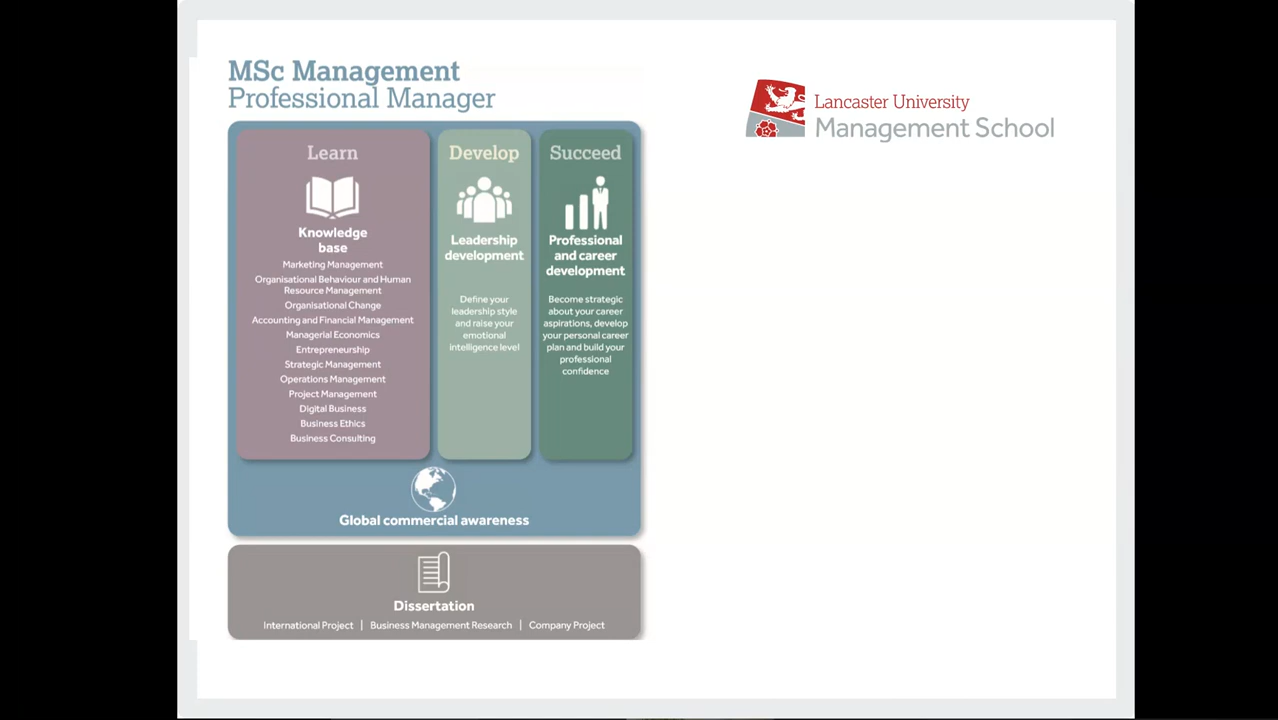 MSc Management
Professional Manager
Lancaster University
Management School
Learn
Knowledge
base
Marketing Management
Organisational Behaviour and Human
Resource Management
Organisational Change
Accounting and Financial Management
Managerial Economics
Entrepreneurship
Strategic Management
Operations Management
Project Management
Digital Business
Business Ethics
Business Consulting
Develop
Leadership
development
Define your
leadership style
and raise your
emotional
intelligence level
Succeed
Professional
and career
development
Become strategic
about your career
aspirations, develop
your personal career
plan and build your
professional
confidence
Global commercial awareness
Dissertation
International Project | Business Management Research | Company Project